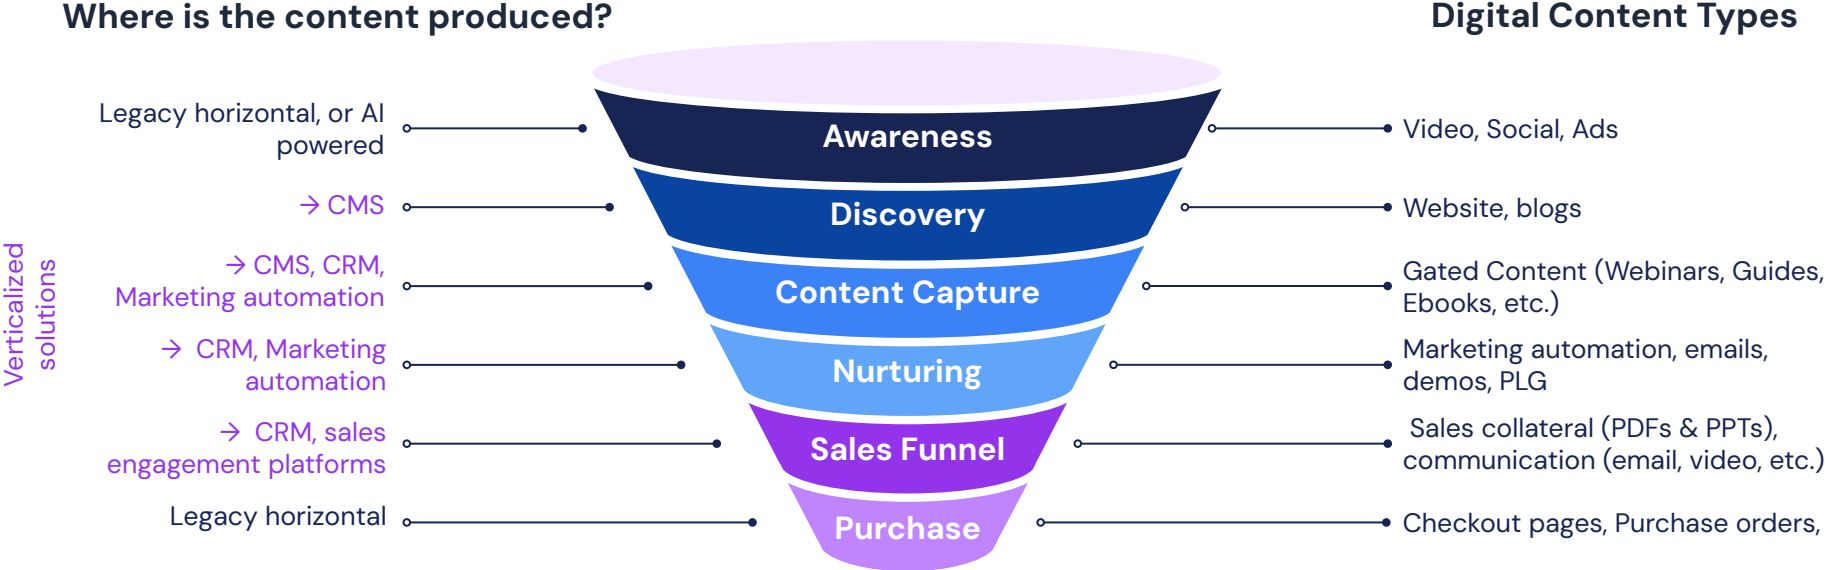 Where is the content produced?
Digital Content Types
Legacy horizontal, or AI
powered
Awareness
Video, Social, Ads
→ CMS
Discovery
Website, blogs
Verticalized
solutions
→ CMS, CRM,
Marketing automation
Content Capture
Gated Content (Webinars, Guides,
Ebooks, etc.)
→ CRM, Marketing
automation
Nurturing
Marketing automation, emails,
demos, PLG
→ CRM, sales
engagement platforms
Sales Funnel
Sales collateral (PDFs & PPTs),
communication (email, video, etc.)
Legacy horizontal
Purchase
Checkout pages, Purchase orders,